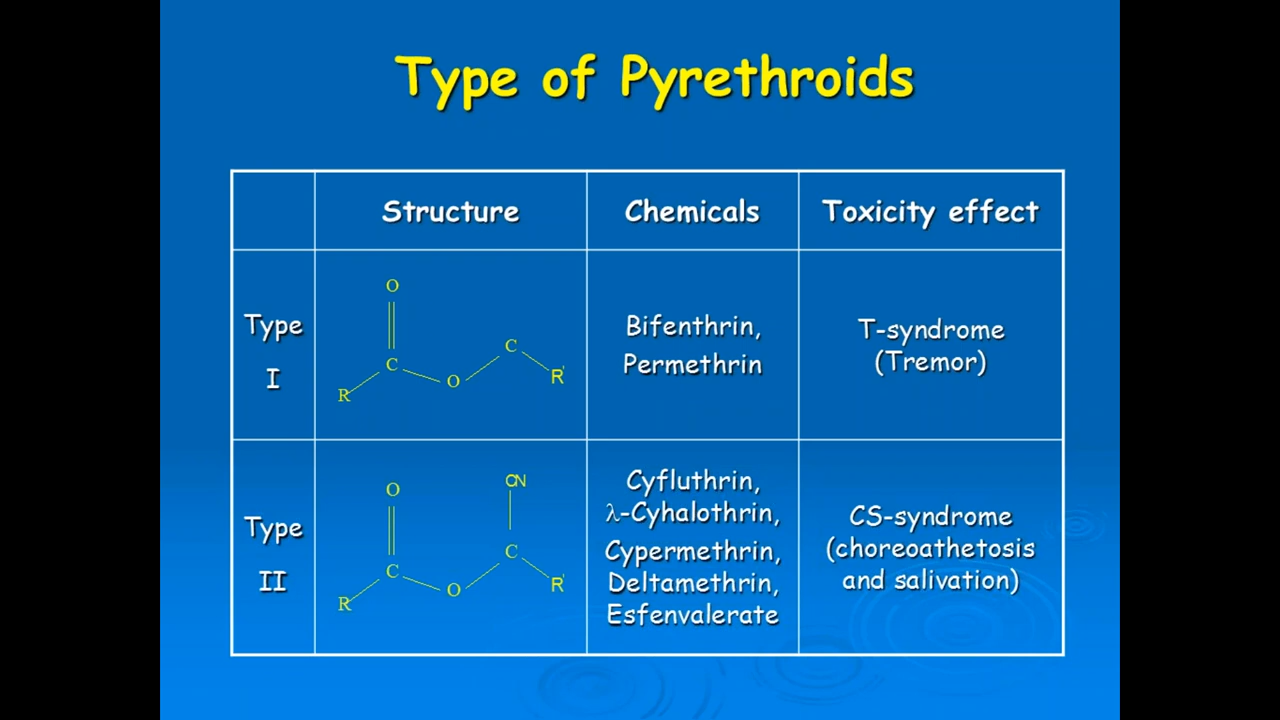 Type of Pyrethroids
Structure
Chemicals
Toxicity effect
Type
I
O
C
O
C
R
R'
Bifenthrin,
Permethrin
T-syndrome
(Tremor)
Type
II
O
CN
C
O
C
R
R'
Cyfluthrin,
λ-Cyhalothrin,
Cypermethrin,
Deltamethrin,
Esfenvalerate
CS-syndrome
(choreoathetosis
and salivation)